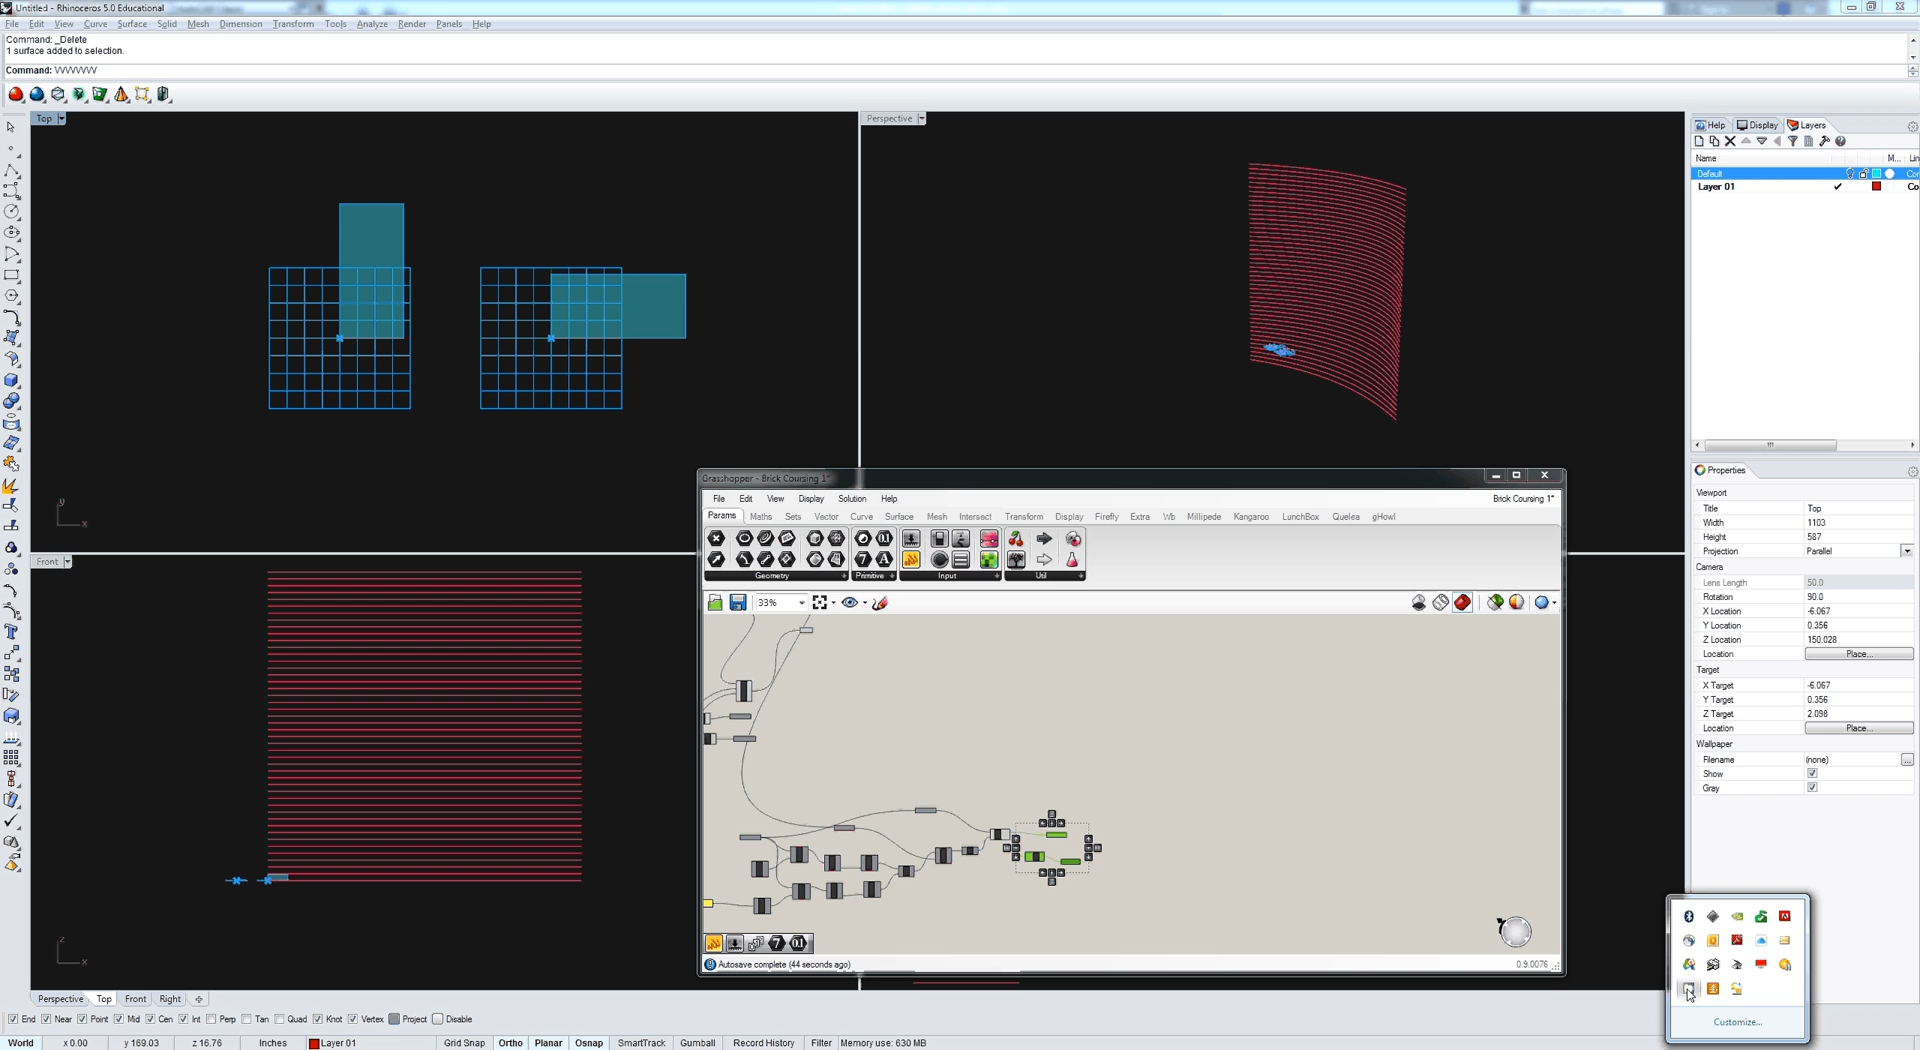 Untitled - Rhinoceros 5.0 Educational
File Edit View Curve Surface Solid Mesh Dimension Transform Tools Analyze Render Panels Help
Command: _Delete
1 surface added to selection.
Command: VVVVVVVV
Top
Perspective
Help Display Layers
Name M... Lin
Default Cor
Layer 01 Co
Properties
Viewport
Title Top
Width 1103
Height 587
Projection Parallel
Camera
Lens Length 50.0
Rotation 90.0
X Location -6.067
Y Location 0.356
Z Location 150.028
Location Place...
Target
X Target -6.067
Y Target 0.356
Z Target 2.098
Location Place...
Wallpaper
Filename (none) ...
Show
Gray
y
x
Front
z
x
Grasshopper - Brick Coursing 1*
File Edit View Display Solution Help Brick Coursing 1*
Params Maths Sets Vector Curve Surface Mesh Intersect Transform Display Firefly Extra Wb Millipede Kangaroo LunchBox Quelea gHowl
Geometry Primitive Input Util
33%
Autosave complete (44 seconds ago) 0.9.0076
Customize...
Perspective Top Front Right
End Near Point Mid Cen Int Perp Tan Quad Knot Vertex Project Disable
World x 0.00 y 169.03 z 16.76 Inches Layer 01 Grid Snap Ortho Planar Osnap SmartTrack Gumball Record History Filter Memory use: 630 MB